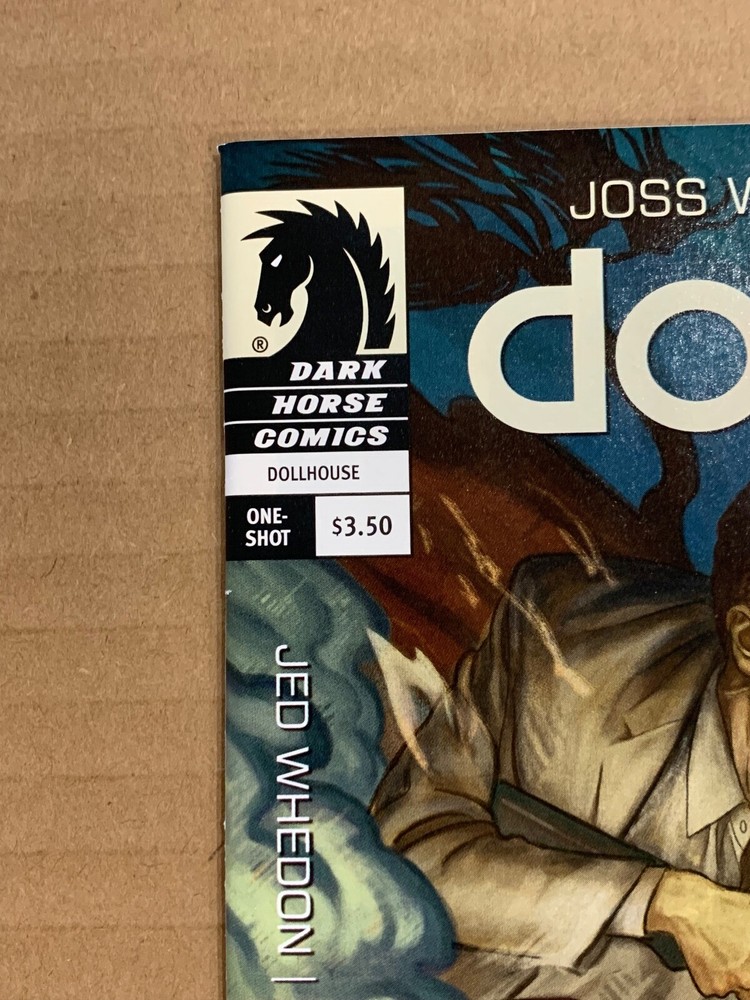 JOSS
®
DARK
HORSE
COMICS
DOLLHOUSE
ONE-
SHOT
$3.50
do
JED WHEDON |